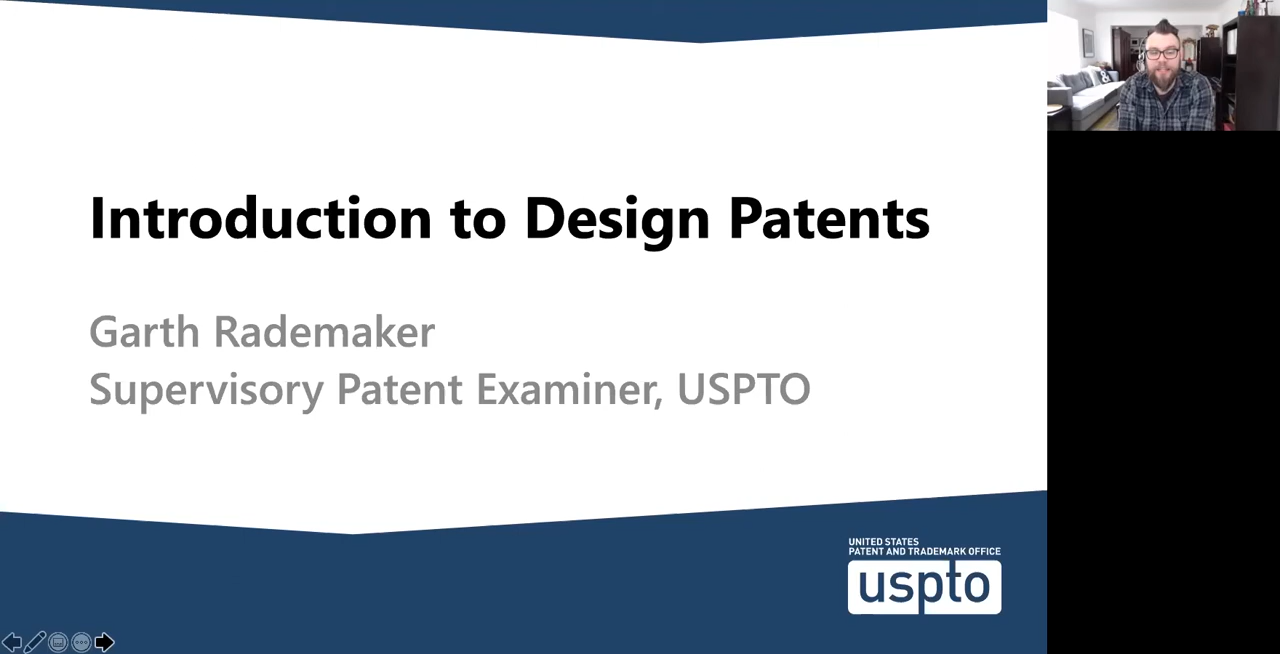 Introduction to Design Patents
Garth Rademaker
Supervisory Patent Examiner, USPTO
UNITED STATES
PATENT AND TRADEMARK OFFICE
uspto